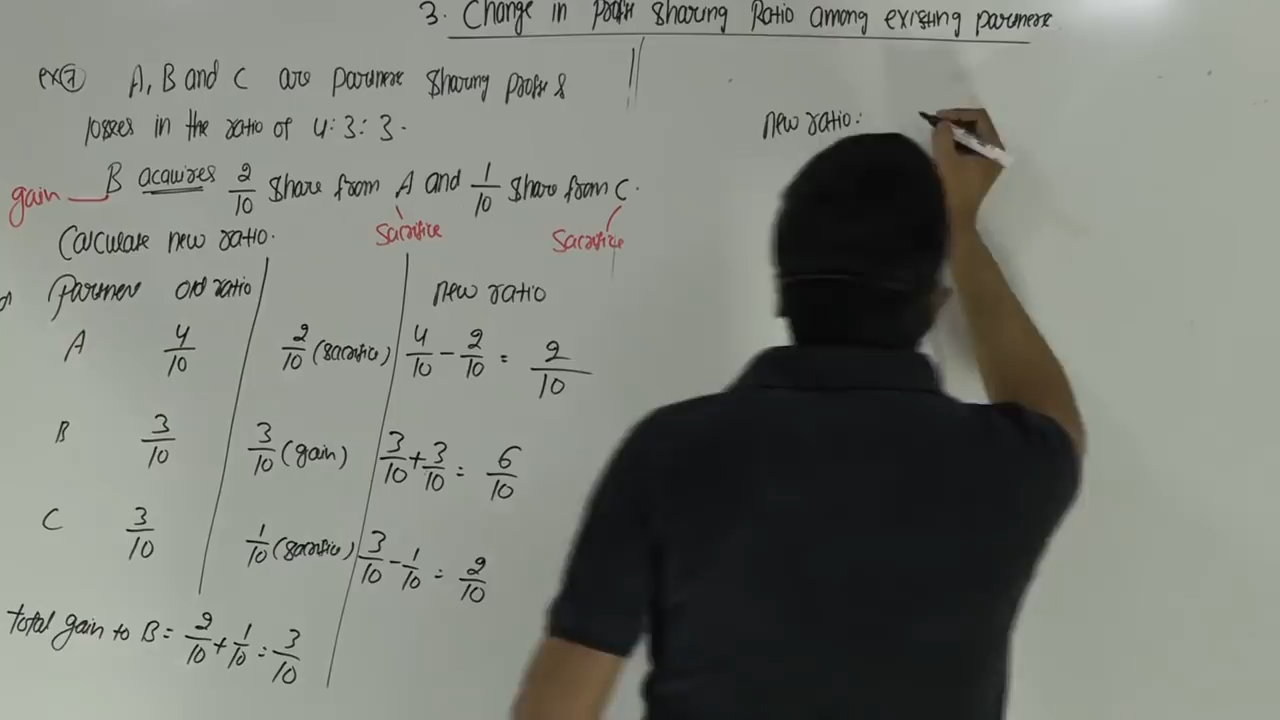 3. Change in Profit Sharing Ratio among existing partners
ex⑦ A, B and C are partners sharing profit &
losses in the ratio of 4:3:3.
gain B acquires 2/10 share from A and 1/10 share from C.
Sacrifice Sacrifice
Calculate new ratio.
Partners old ratio new ratio
A 4/10 2/10 (sacrifice) 4/10 - 2/10 = 2/10
B 3/10 3/10 (gain) 3/10 + 3/10 = 6/10
C 3/10 1/10 (sacrifice) 3/10 - 1/10 = 2/10
total gain to B = 2/10 + 1/10 = 3/10
new ratio: